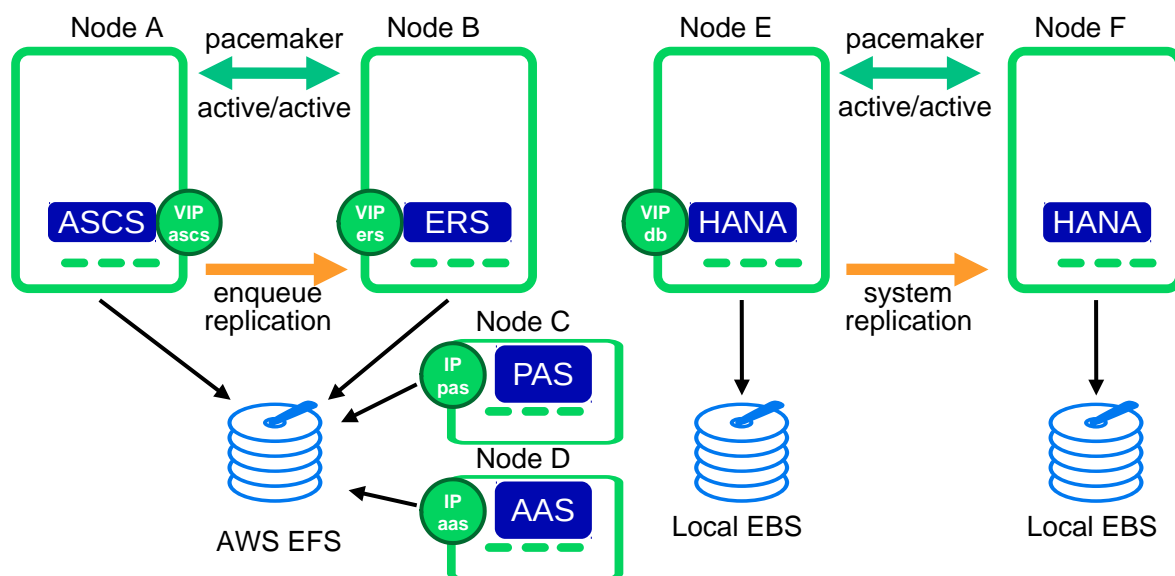 Node A
pacemaker
Node B
active/active
ASCS
VIP
ascs
VIP
ers
ERS
enqueue
replication
Node C
IP
pas
PAS
Node D
IP
aas
AAS
AWS EFS
Node E
pacemaker
Node F
active/active
VIP
db
HANA
HANA
system
replication
Local EBS
Local EBS